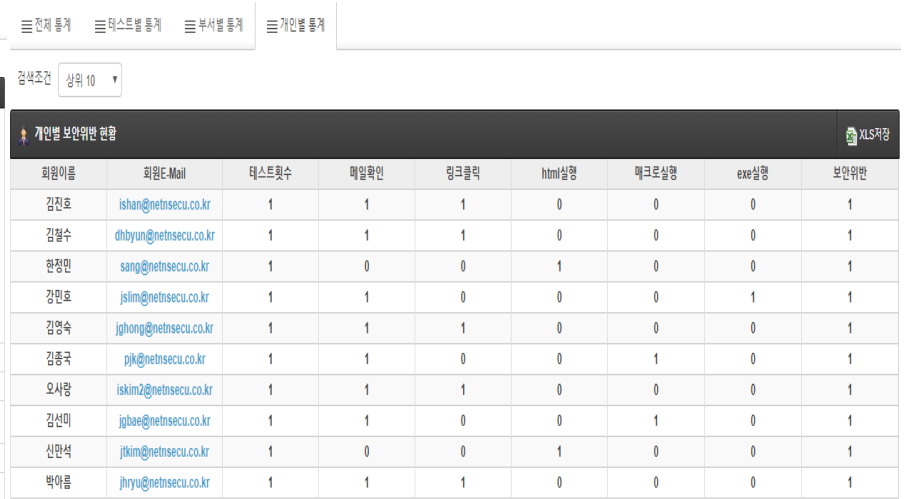 전체 통계 테스트별 통계 부서별 통계 개인별 통계
검색조건 상위 10
개인별 보안위반 현황 XLS저장
회원이름 회원E-Mail 테스트횟수 메일확인 링크클릭 html실행 매크로실행 exe실행 보안위반
김진호 ishan@netnsecu.co.kr 1 1 1 0 0 0 1
김철수 dhbyun@netnsecu.co.kr 1 1 1 0 0 0 1
한정민 sang@netnsecu.co.kr 1 0 0 1 0 0 1
강민호 jslim@netnsecu.co.kr 1 1 0 0 0 1 1
김영숙 jghong@netnsecu.co.kr 1 1 1 0 0 0 1
김종국 pjk@netnsecu.co.kr 1 1 0 0 1 0 1
오사랑 iskim2@netnsecu.co.kr 1 1 1 0 0 0 1
김선미 jgbae@netnsecu.co.kr 1 1 0 0 1 0 1
신만석 jtkim@netnsecu.co.kr 1 0 0 1 0 0 1
박아름 jhryu@netnsecu.co.kr 1 1 1 0 0 0 1